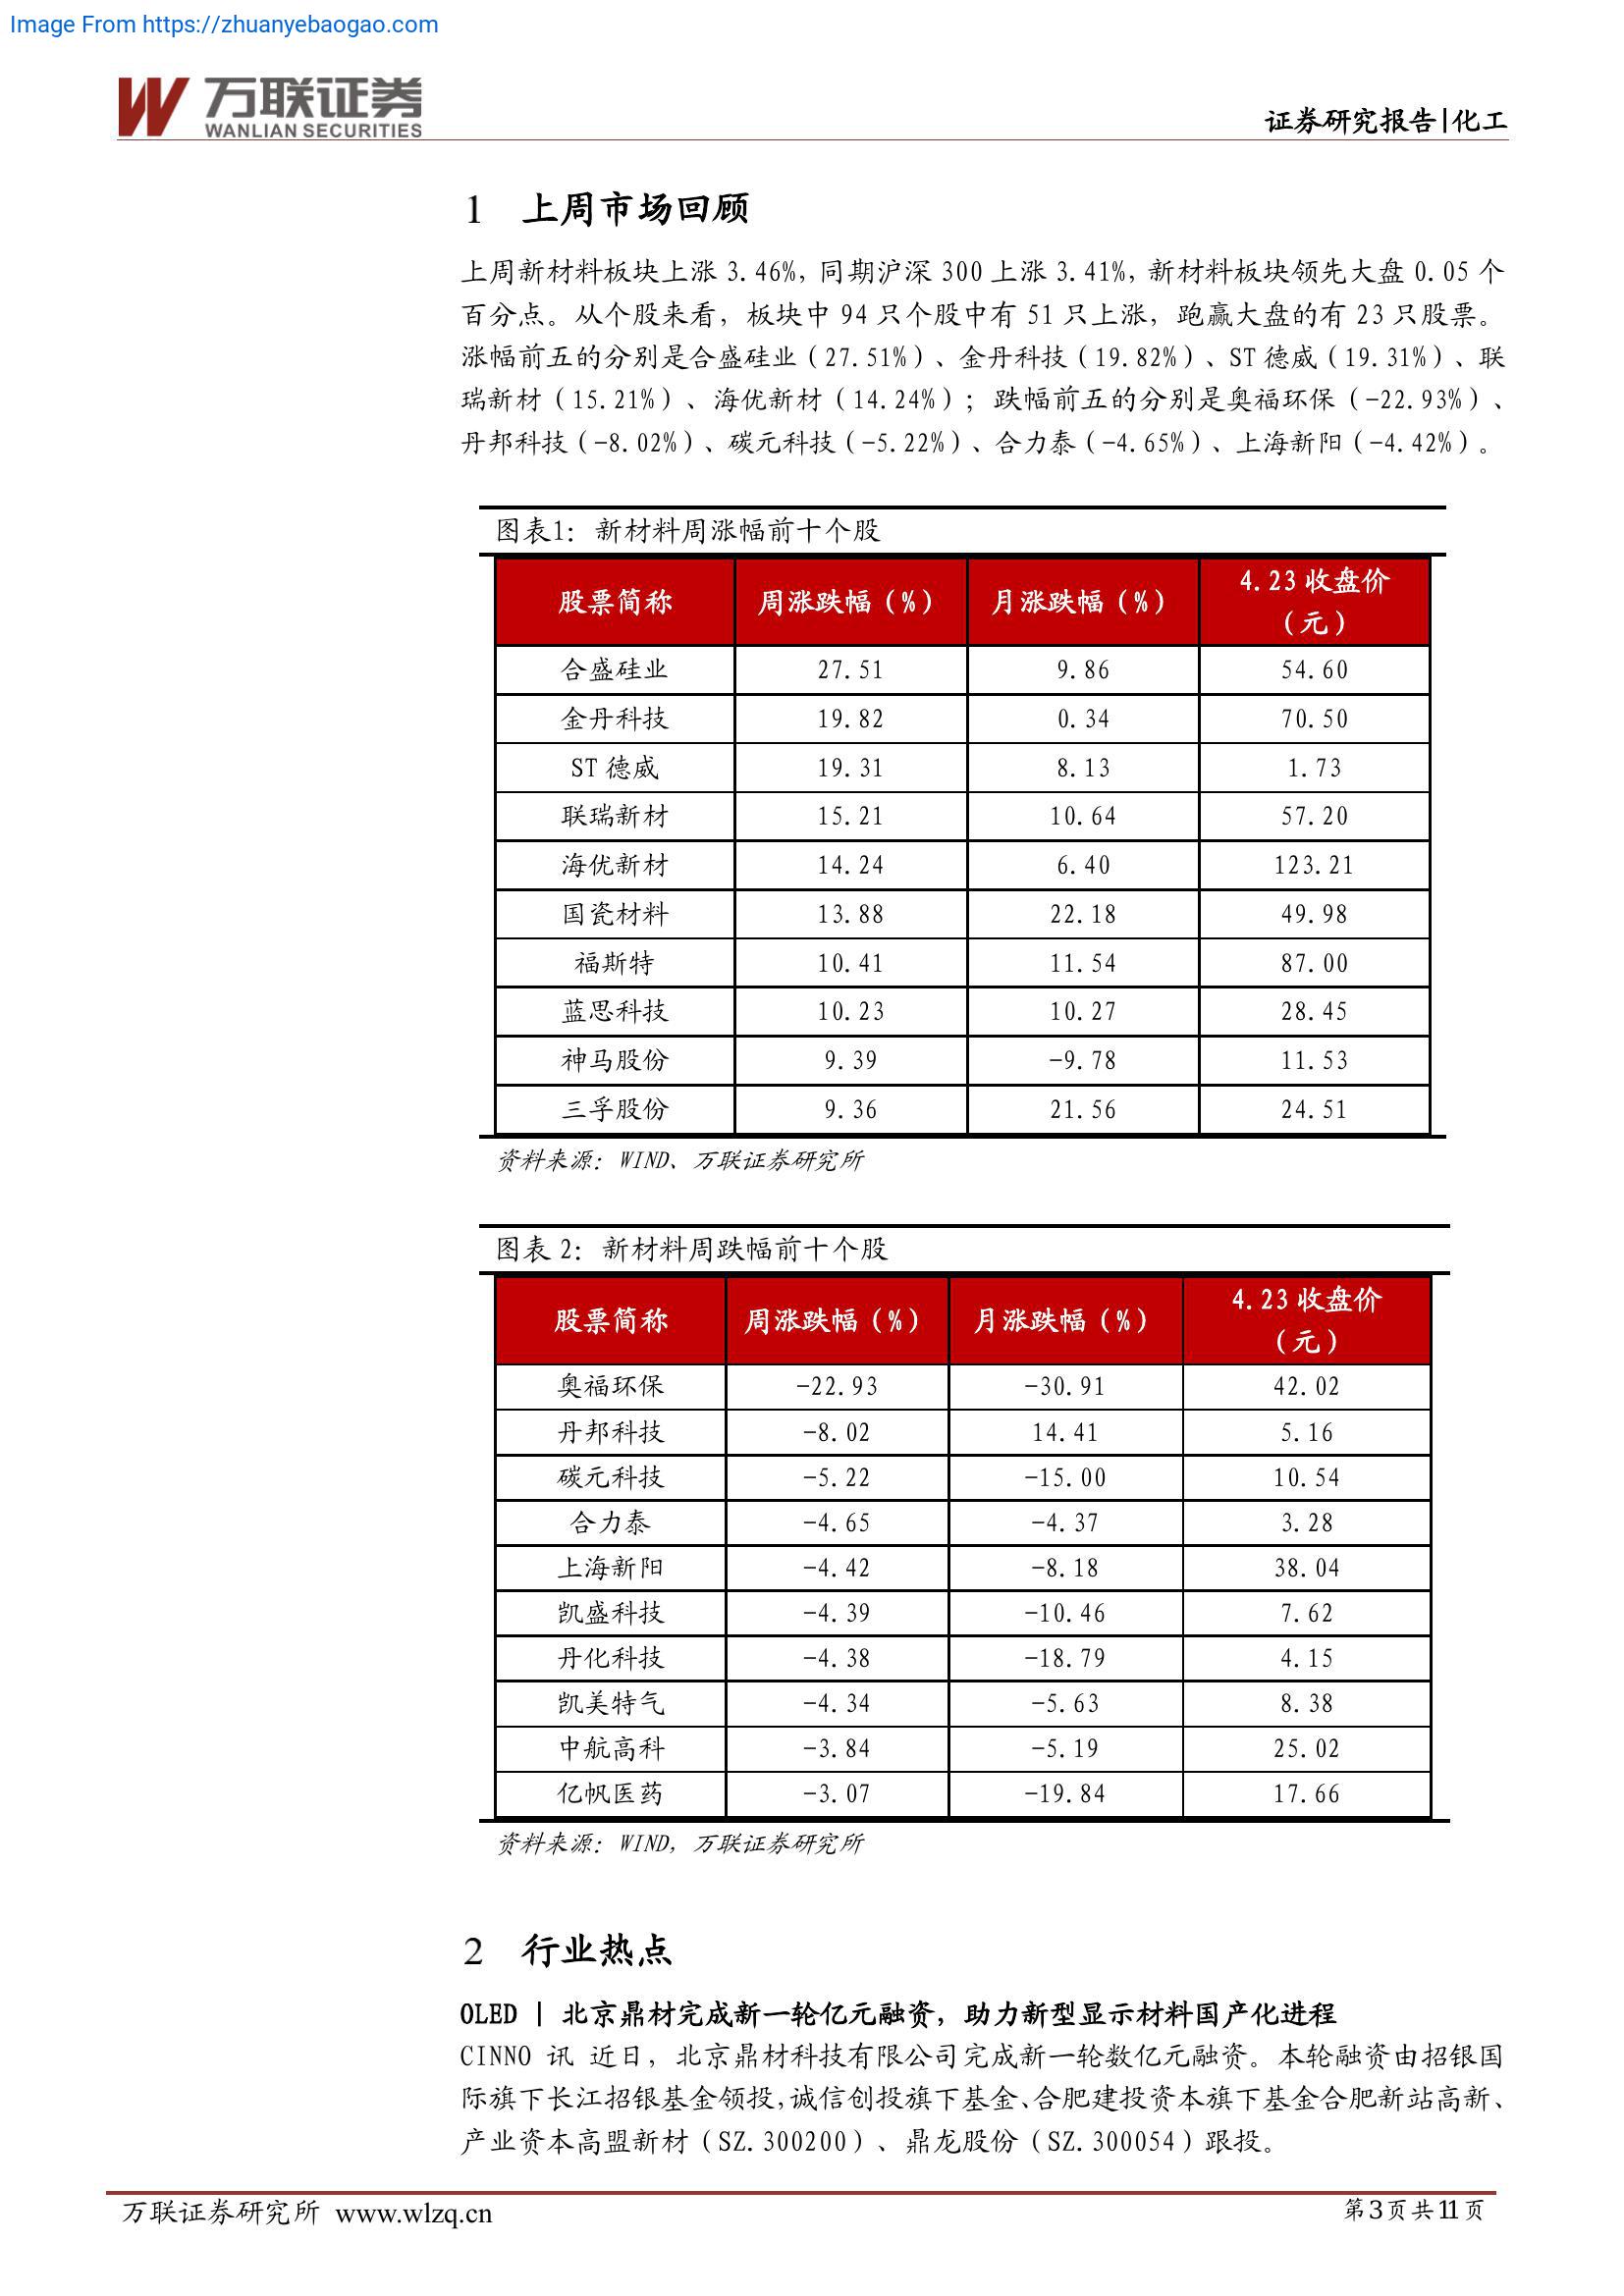 Image From https://zhuanyebaogao.com
万联证券
WANLIAN SECURITIES
证券研究报告|化工
1 上周市场回顾
上周新材料板块上涨 3.46%,同期沪深 300 上涨 3.41%,新材料板块领先大盘 0.05 个
百分点。从个股来看，板块中 94 只个股中有 51 只上涨，跑赢大盘的有 23 只股票。
涨幅前五的分别是合盛硅业（27.51%）、金丹科技（19.82%）、ST 德威（19.31%）、联
瑞新材（15.21%）、海优新材（14.24%）；跌幅前五的分别是奥福环保（-22.93%）、
丹邦科技（-8.02%）、碳元科技（-5.22%）、合力泰（-4.65%）、上海新阳（-4.42%）。
图表1：新材料周涨幅前十个股
股票简称 周涨跌幅（%） 月涨跌幅（%） 4.23 收盘价
（元）
合盛硅业 27.51 9.86 54.60
金丹科技 19.82 0.34 70.50
ST 德威 19.31 8.13 1.73
联瑞新材 15.21 10.64 57.20
海优新材 14.24 6.40 123.21
国瓷材料 13.88 22.18 49.98
福斯特 10.41 11.54 87.00
蓝思科技 10.23 10.27 28.45
神马股份 9.39 -9.78 11.53
三孚股份 9.36 21.56 24.51
资料来源：WIND、万联证券研究所
图表 2：新材料周跌幅前十个股
股票简称 周涨跌幅（%） 月涨跌幅（%） 4.23 收盘价
（元）
奥福环保 -22.93 -30.91 42.02
丹邦科技 -8.02 14.41 5.16
碳元科技 -5.22 -15.00 10.54
合力泰 -4.65 -4.37 3.28
上海新阳 -4.42 -8.18 38.04
凯盛科技 -4.39 -10.46 7.62
丹化科技 -4.38 -18.79 4.15
凯美特气 -4.34 -5.63 8.38
中航高科 -3.84 -5.19 25.02
亿帆医药 -3.07 -19.84 17.66
资料来源：WIND，万联证券研究所
2 行业热点
OLED | 北京鼎材完成新一轮亿元融资，助力新型显示材料国产化进程
CINNO 讯 近日，北京鼎材科技有限公司完成新一轮数亿元融资。本轮融资由招银国
际旗下长江招银基金领投,诚信创投旗下基金、合肥建投资本旗下基金合肥新站高新、
产业资本高盟新材（SZ.300200）、鼎龙股份（SZ.300054）跟投。
万联证券研究所 www.wlzq.cn
第3页共11页